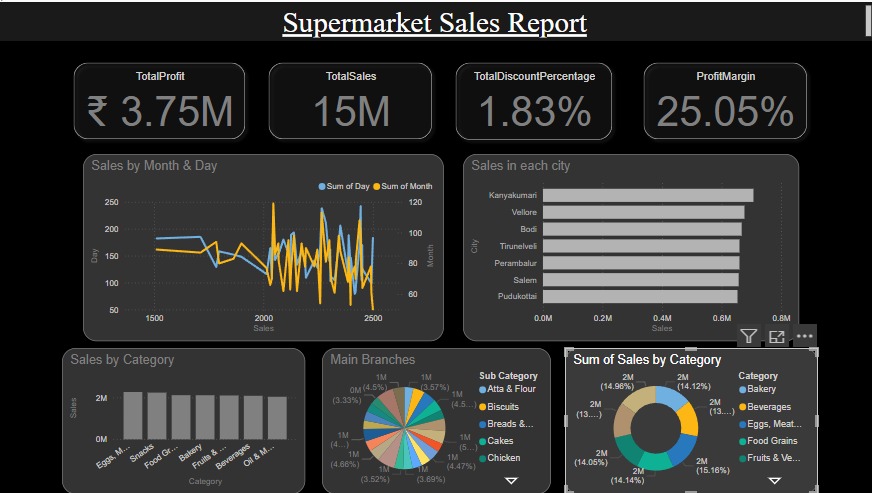 Supermarket Sales Report
TotalProfit
₹ 3.75M
TotalSales
15M
TotalDiscountPercentage
1.83%
ProfitMargin
25.05%
Sales by Month & Day
Sum of Day Sum of Month
250
200
150
100
50
Day
120
100
80
60
Month
1500 2000 2500
Sales
Sales in each city
City
Kanyakumari
Vellore
Bodi
Tirunelveli
Perambalur
Salem
Pudukottai
0.0M 0.2M 0.4M 0.6M 0.8M
Sales
Sales by Category
Sales
2M
0M
Eggs, M...
Snacks
Food Gr...
Bakery
Fruits & ...
Beverages
Oil & M...
Category
Main Branches
1M
(4.5%)
1M
(3.57%)
0M
(3.33%)
1M
(4.5...)
1M
(4...)
1M
(5...)
1M
(4.66%)
1M
(4.47%)
1M
(3.52%)
1M
(3.69%)
Sub Category
Atta & Flour
Biscuits
Breads &...
Cakes
Chicken
Sum of Sales by Category
2M
(14.96%)
2M
(14.12%)
2M
(13....)
2M
(13....)
2M
(14.05%)
2M
(15.16%)
2M
(14.14%)
Category
Bakery
Beverages
Eggs, Meat...
Food Grains
Fruits & Ve...